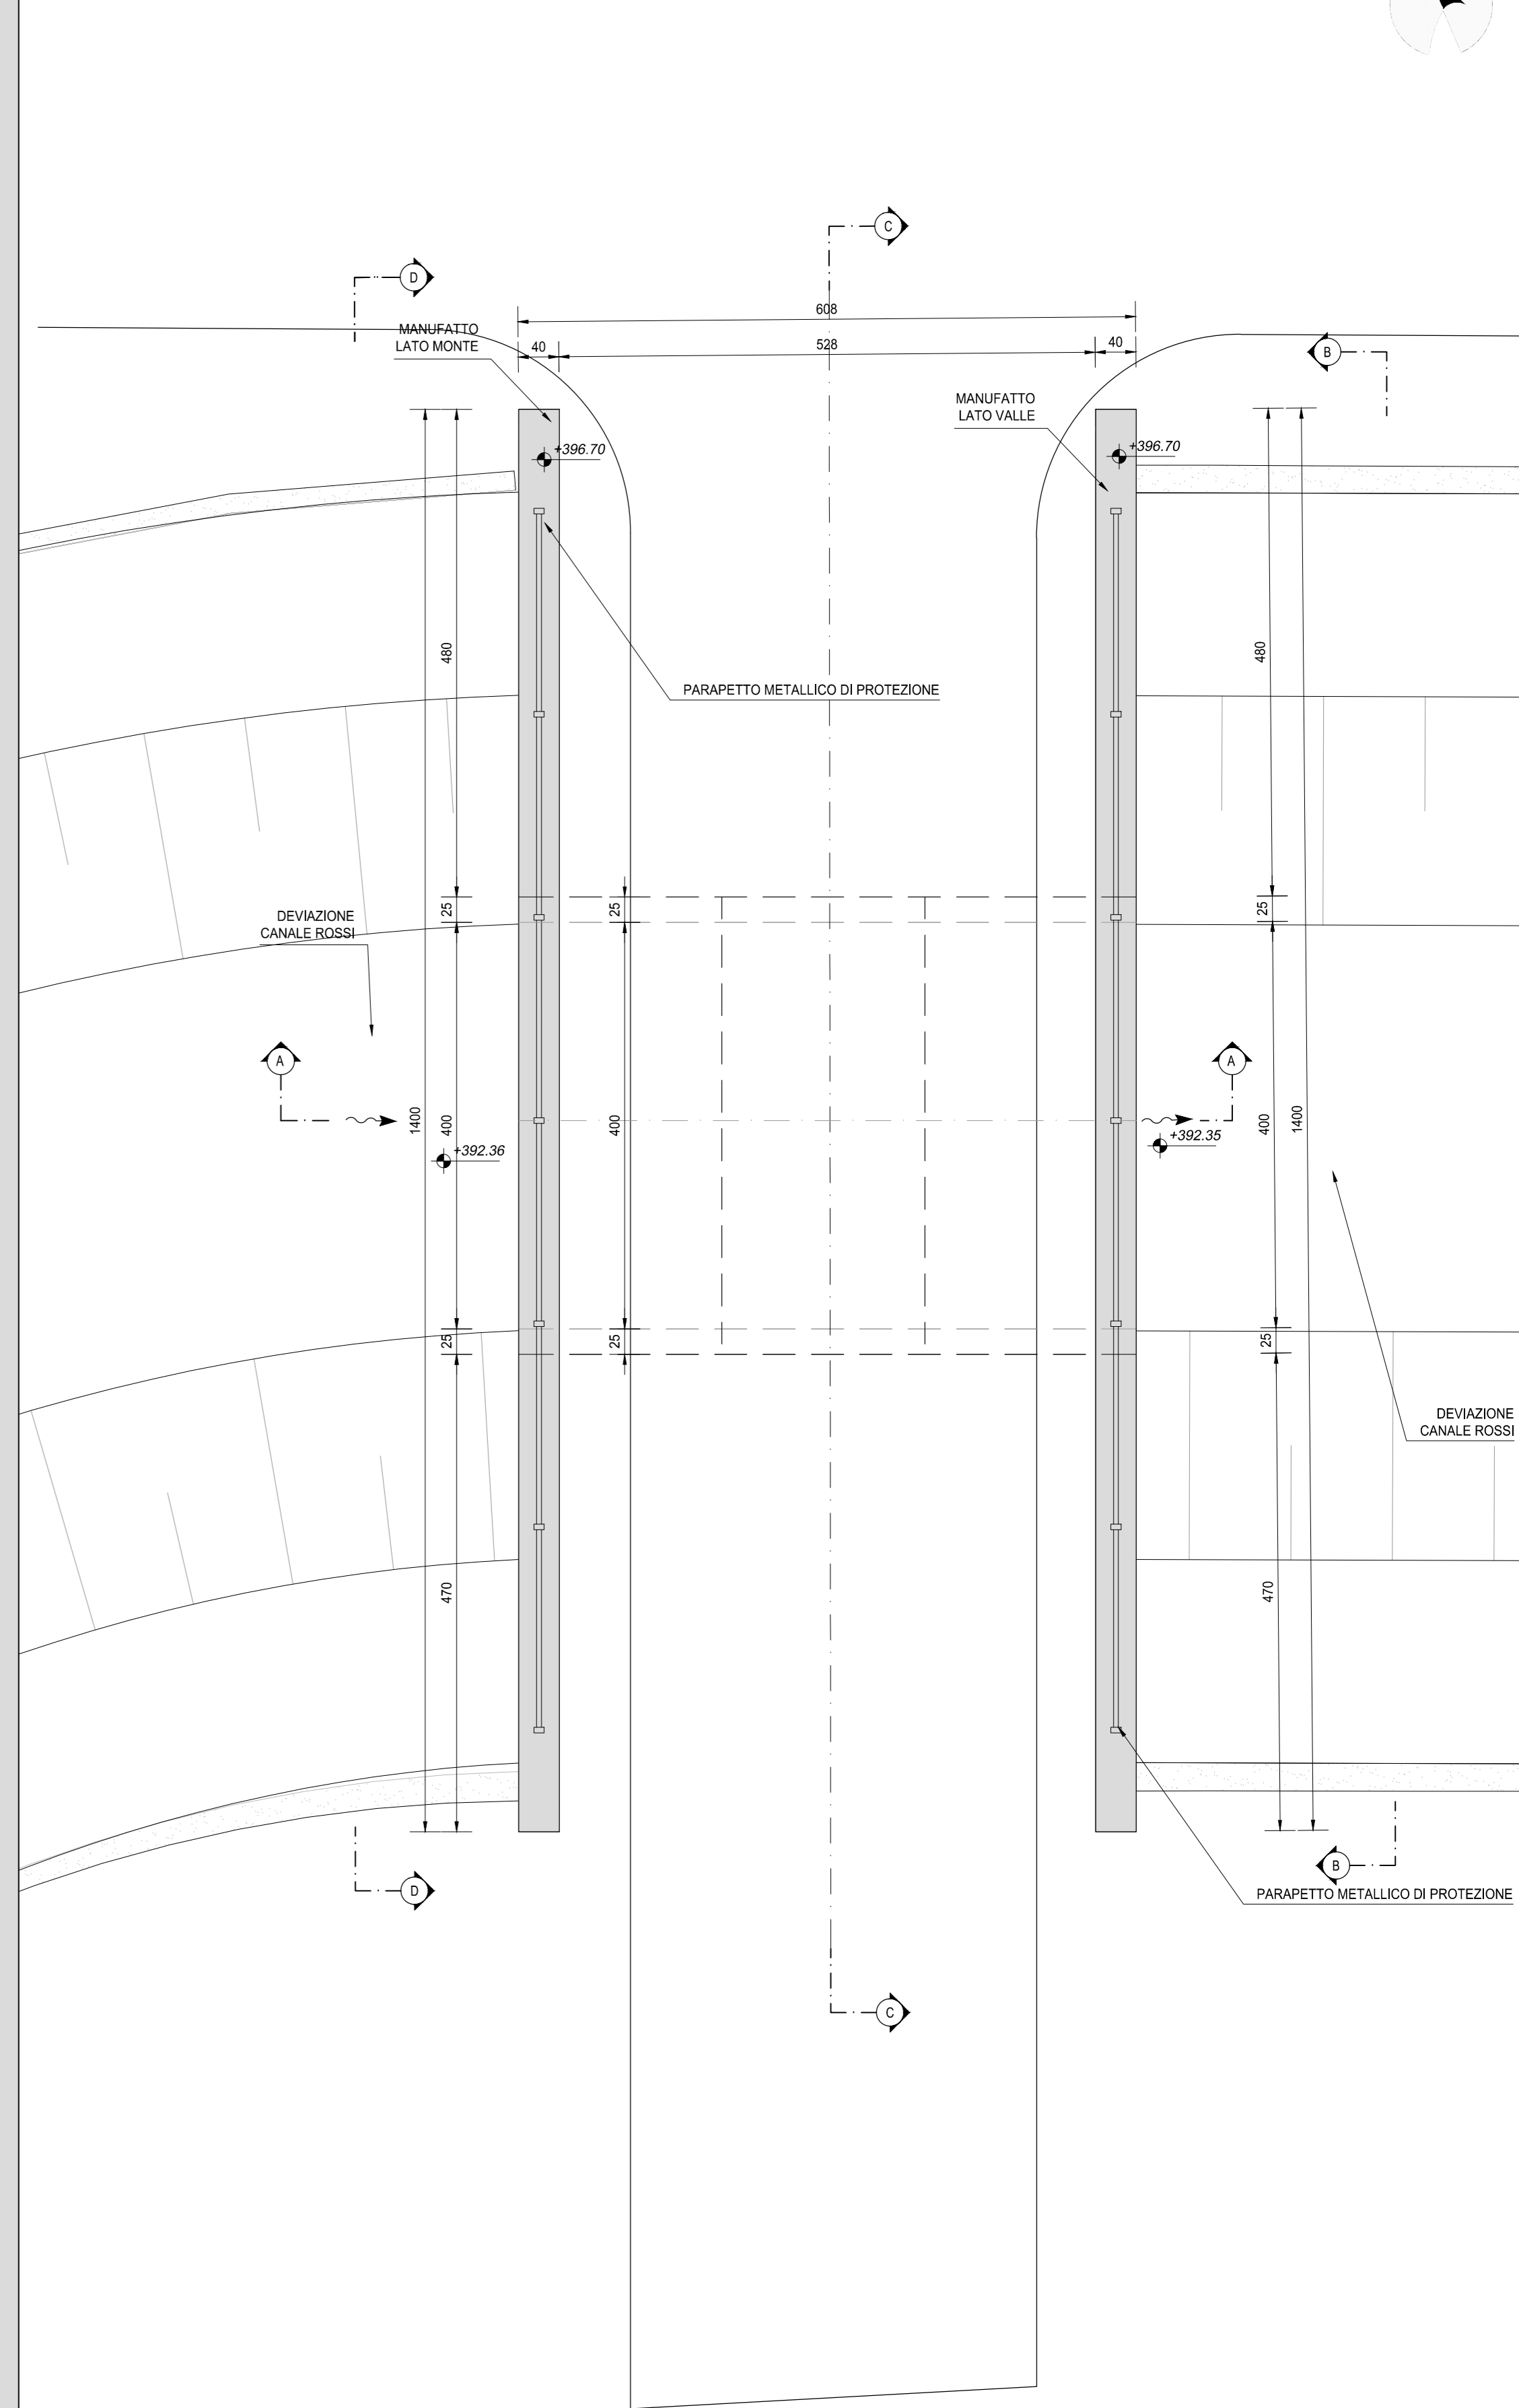 C
D
608
MANUFATTO
LATO MONTE
40
528
40
B
MANUFATTO
LATO VALLE
+396.70
+396.70
480
480
PARAPETTO METALLICO DI PROTEZIONE
25
25
25
DEVIAZIONE
CANALE ROSSI
A
A
1400
400
400
400
1400
+392.36
+392.35
25
25
25
DEVIAZIONE
CANALE ROSSI
470
470
D
B
PARAPETTO METALLICO DI PROTEZIONE
C